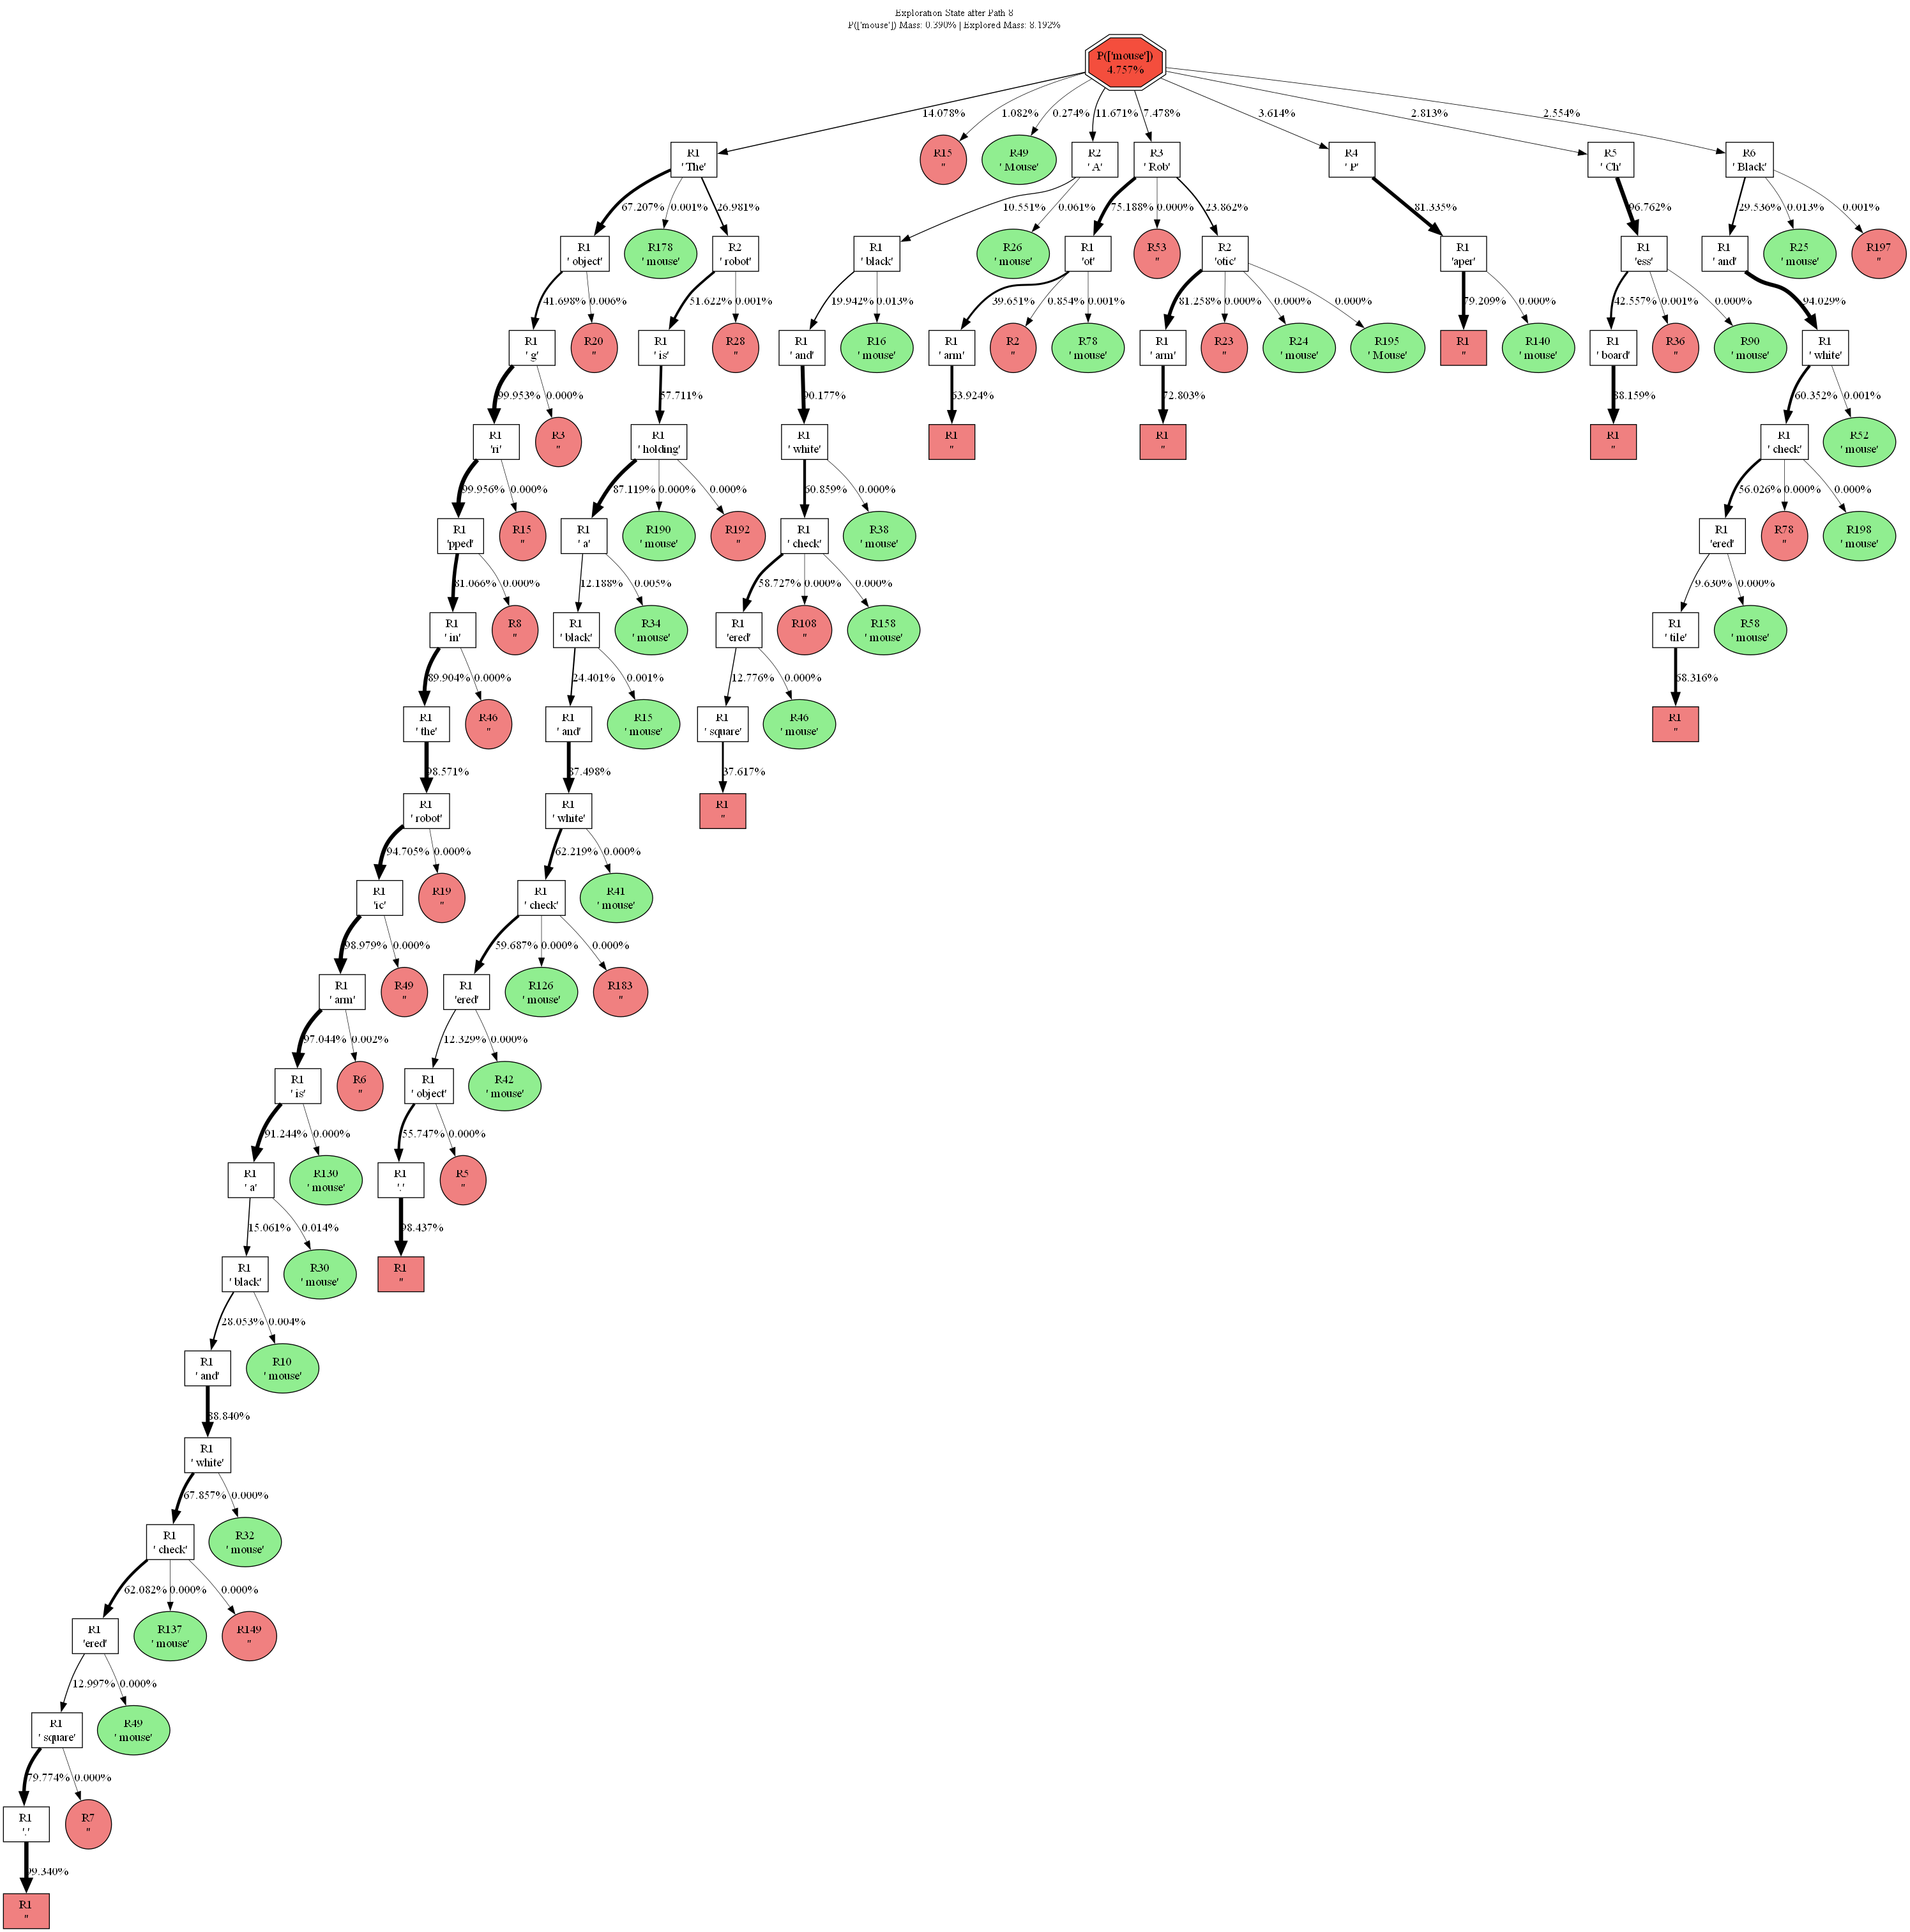 Exploration State after Path 8
P(['mouse']) Mass: 0.390% | Explored Mass: 8.192%
P(['mouse'])
4.757%
14.078%
1.082%
0.274%
11.671%
7.478%
3.614%
2.813%
2.554%
R1
' The'
R15
''
R49
' Mouse'
R2
' A'
R3
' Rob'
R4
' P'
R5
' Ch'
R6
' Black'
67.207%
0.001%
26.981%
10.551%
0.061%
75.188%
0.000%
23.862%
81.335%
96.762%
29.536%
0.013%
0.001%
R1
' object'
R178
' mouse'
R2
' robot'
R1
' black'
R26
' mouse'
R1
'ot'
R53
''
R2
'otic'
R1
'aper'
R1
'ess'
R1
' and'
R25
' mouse'
R197
''
41.698%
0.006%
51.622%
0.001%
19.942%
0.013%
39.651%
0.854%
0.001%
81.258%
0.000%
0.000%
0.000%
79.209%
0.000%
42.557%
0.001%
0.000%
94.029%
R1
' g'
R20
''
R1
' is'
R28
''
R1
' and'
R16
' mouse'
R1
' arm'
R2
''
R78
' mouse'
R1
' arm'
R23
''
R24
' mouse'
R195
' Mouse'
R1
''
R140
' mouse'
R1
' board'
R36
''
R90
' mouse'
R1
' white'
99.953%
0.000%
57.711%
90.177%
63.924%
72.803%
88.159%
60.352%
0.001%
R1
'ri'
R3
''
R1
' holding'
R1
' white'
R1
''
R1
''
R1
''
R1
' check'
R52
' mouse'
99.956%
0.000%
87.119%
0.000%
0.000%
60.859%
0.000%
56.026%
0.000%
0.000%
R1
'pped'
R15
''
R1
' a'
R190
' mouse'
R192
''
R1
' check'
R38
' mouse'
R1
'ered'
R78
''
R198
' mouse'
81.066%
0.000%
12.188%
0.005%
58.727%
0.000%
0.000%
9.630%
0.000%
R1
' in'
R8
''
R1
' black'
R34
' mouse'
R1
'ered'
R108
''
R158
' mouse'
R1
' tile'
R58
' mouse'
89.904%
0.000%
24.401%
0.001%
12.776%
0.000%
68.316%
R1
' the'
R46
''
R1
' and'
R15
' mouse'
R1
' square'
R46
' mouse'
R1
''
98.571%
87.498%
37.617%
R1
' robot'
R1
' white'
R1
''
94.705%
0.000%
62.219%
0.000%
R1
'ic'
R19
''
R1
' check'
R41
' mouse'
98.979%
0.000%
59.687%
0.000%
0.000%
R1
' arm'
R49
''
R1
'ered'
R126
' mouse'
R183
''
97.044%
0.002%
12.329%
0.000%
R1
' is'
R6
''
R1
' object'
R42
' mouse'
91.244%
0.000%
55.747%
0.000%
R1
' a'
R130
' mouse'
R1
'.'
R5
''
15.061%
0.014%
98.437%
R1
' black'
R30
' mouse'
R1
''
28.053%
0.004%
R1
' and'
R10
' mouse'
88.840%
R1
' white'
67.857%
0.000%
R1
' check'
R32
' mouse'
62.082%
0.000%
0.000%
R1
'ered'
R137
' mouse'
R149
''
12.997%
0.000%
R1
' square'
R49
' mouse'
79.774%
0.000%
R1
'.'
R7
''
99.340%
R1
''